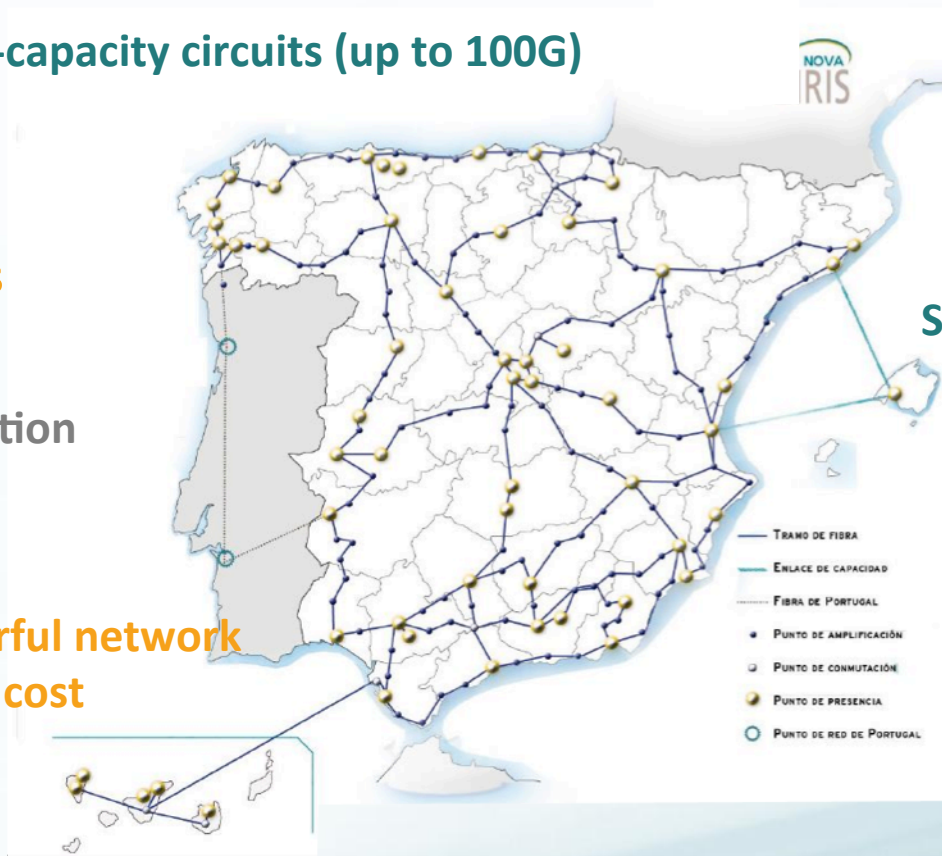 -capacity circuits (up to 100G)
NOVA
RIS
s
S
tion
rful network
cost
TRAMO DE FIBRA
ENLACE DE CAPACIDAD
FIBRA DE PORTUGAL
PUNTO DE AMPLIFICACIÓN
PUNTO DE CONMUTACIÓN
PUNTO DE PRESENCIA
PUNTO DE RED DE PORTUGAL